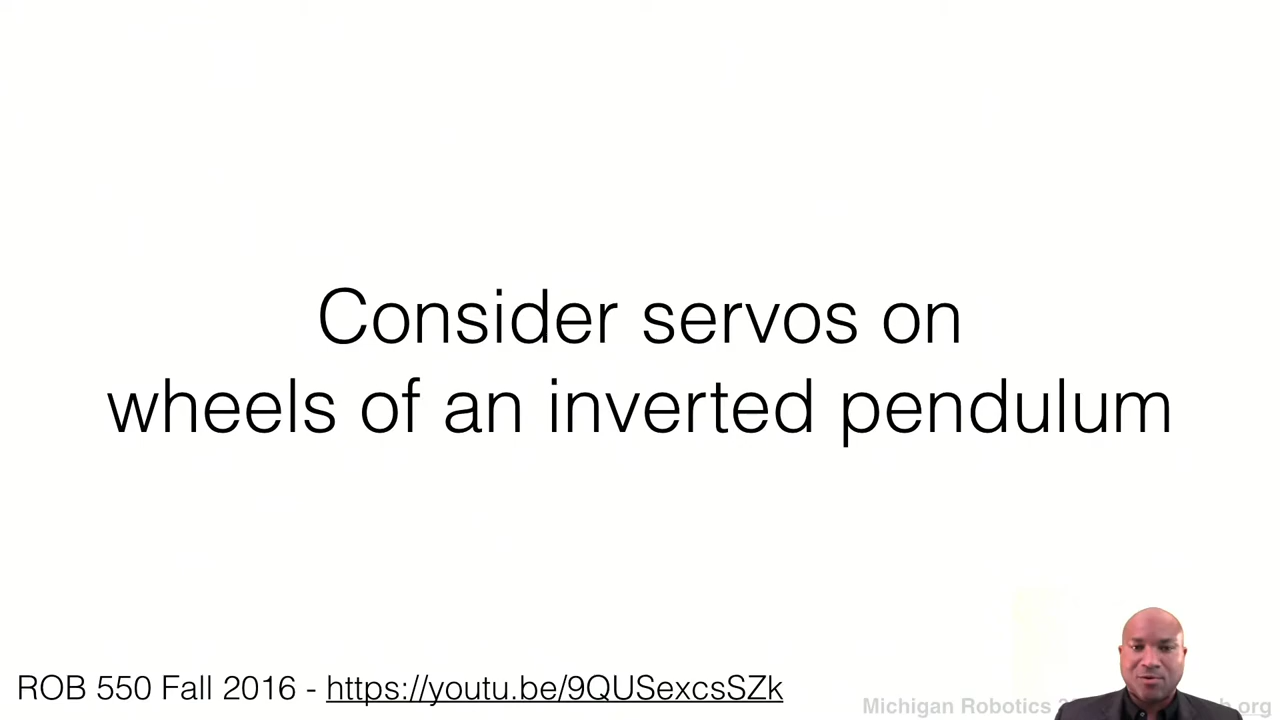 Consider servos on
wheels of an inverted pendulum
ROB 550 Fall 2016 - https://youtu.be/9QUSexcsSZk
Michigan Robotics